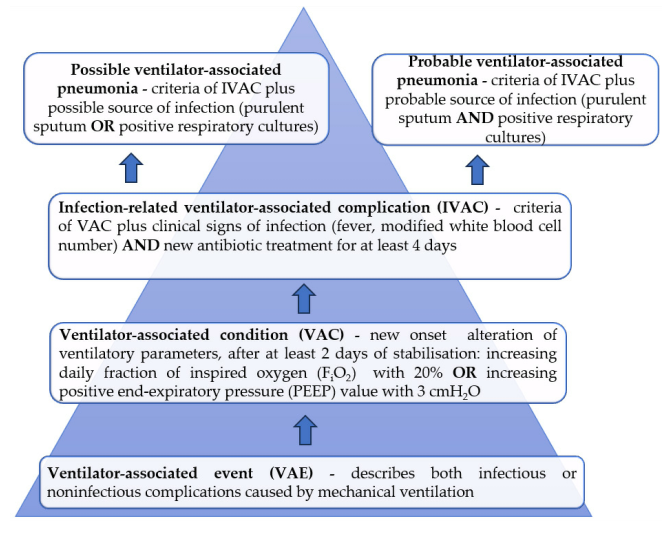 Possible ventilator-associated
pneumonia - criteria of IVAC plus
possible source of infection (purulent
sputum OR positive respiratory cultures)
Probable ventilator-associated
pneumonia - criteria of IVAC plus
probable source of infection (purulent
sputum AND positive respiratory
cultures)
Infection-related ventilator-associated complication (IVAC) - criteria
of VAC plus clinical signs of infection (fever, modified white blood cell
number) AND new antibiotic treatment for at least 4 days
Ventilator-associated condition (VAC) - new onset alteration of
ventilatory parameters, after at least 2 days of stabilisation: increasing
daily fraction of inspired oxygen (FᵢO₂) with 20% OR increasing
positive end-expiratory pressure (PEEP) value with 3 cmH₂O
Ventilator-associated event (VAE) - describes both infectious or
noninfectious complications caused by mechanical ventilation